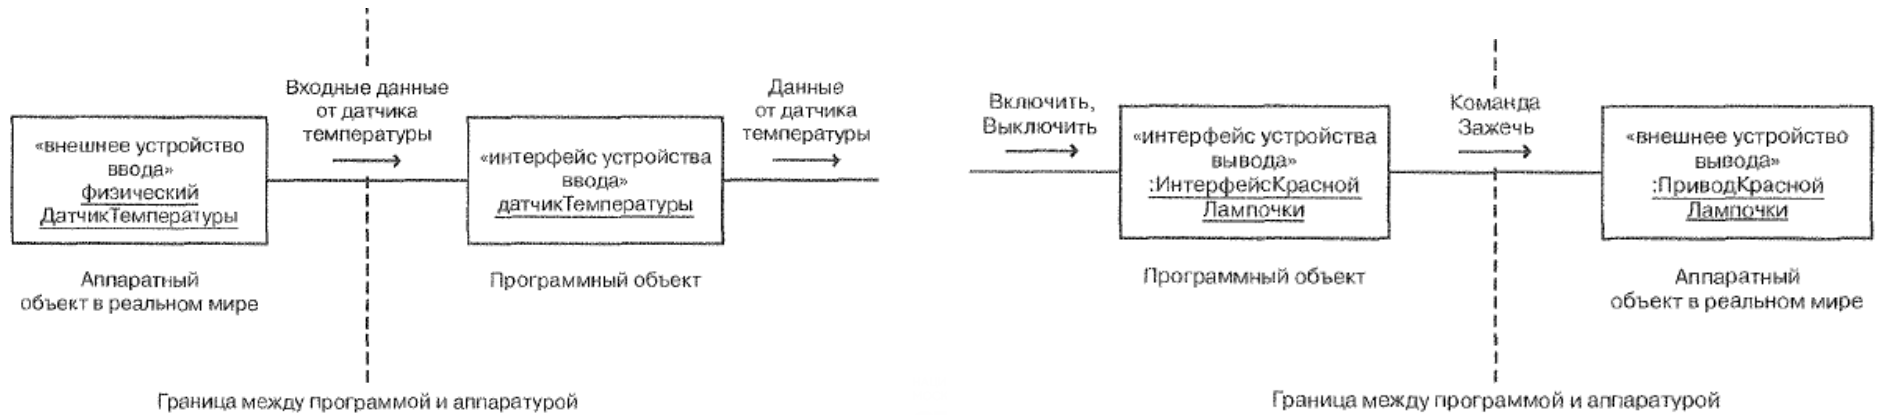 Входные данные
от датчика
температуры
Данные
от датчика
температуры
«внешнее устройство
ввода»
физический
ДатчикТемпературы
«интерфейс устройства
ввода»
датчикТемпературы
Аппаратный
объект в реальном мире
Программный объект
Граница между программой и аппаратурой
Включить,
Выключить
«интерфейс устройства
вывода»
:ИнтерфейсКрасной
Лампочки
Команда
Зажечь
«внешнее устройство
вывода»
:ПриводКрасной
Лампочки
Программный объект
Аппаратный
объект в реальном мире
Граница между программой и аппаратурой